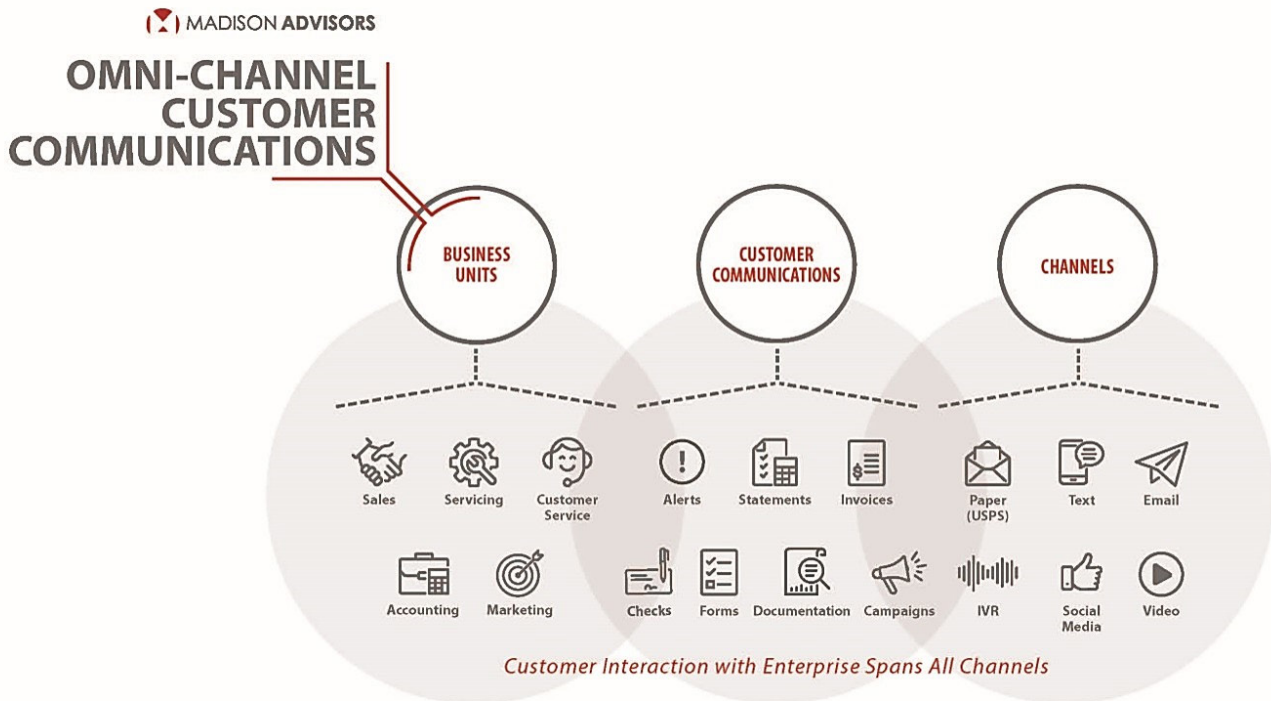 MADISON ADVISORS
OMNI-CHANNEL
CUSTOMER
COMMUNICATIONS
BUSINESS
UNITS
CUSTOMER
COMMUNICATIONS
CHANNELS
Sales
Servicing
Customer
Service
Alerts
Statements
Invoices
Paper
(USPS)
Text
Email
Accounting
Marketing
Checks
Forms
Documentation
Campaigns
IVR
Social
Media
Video
Customer Interaction with Enterprise Spans All Channels